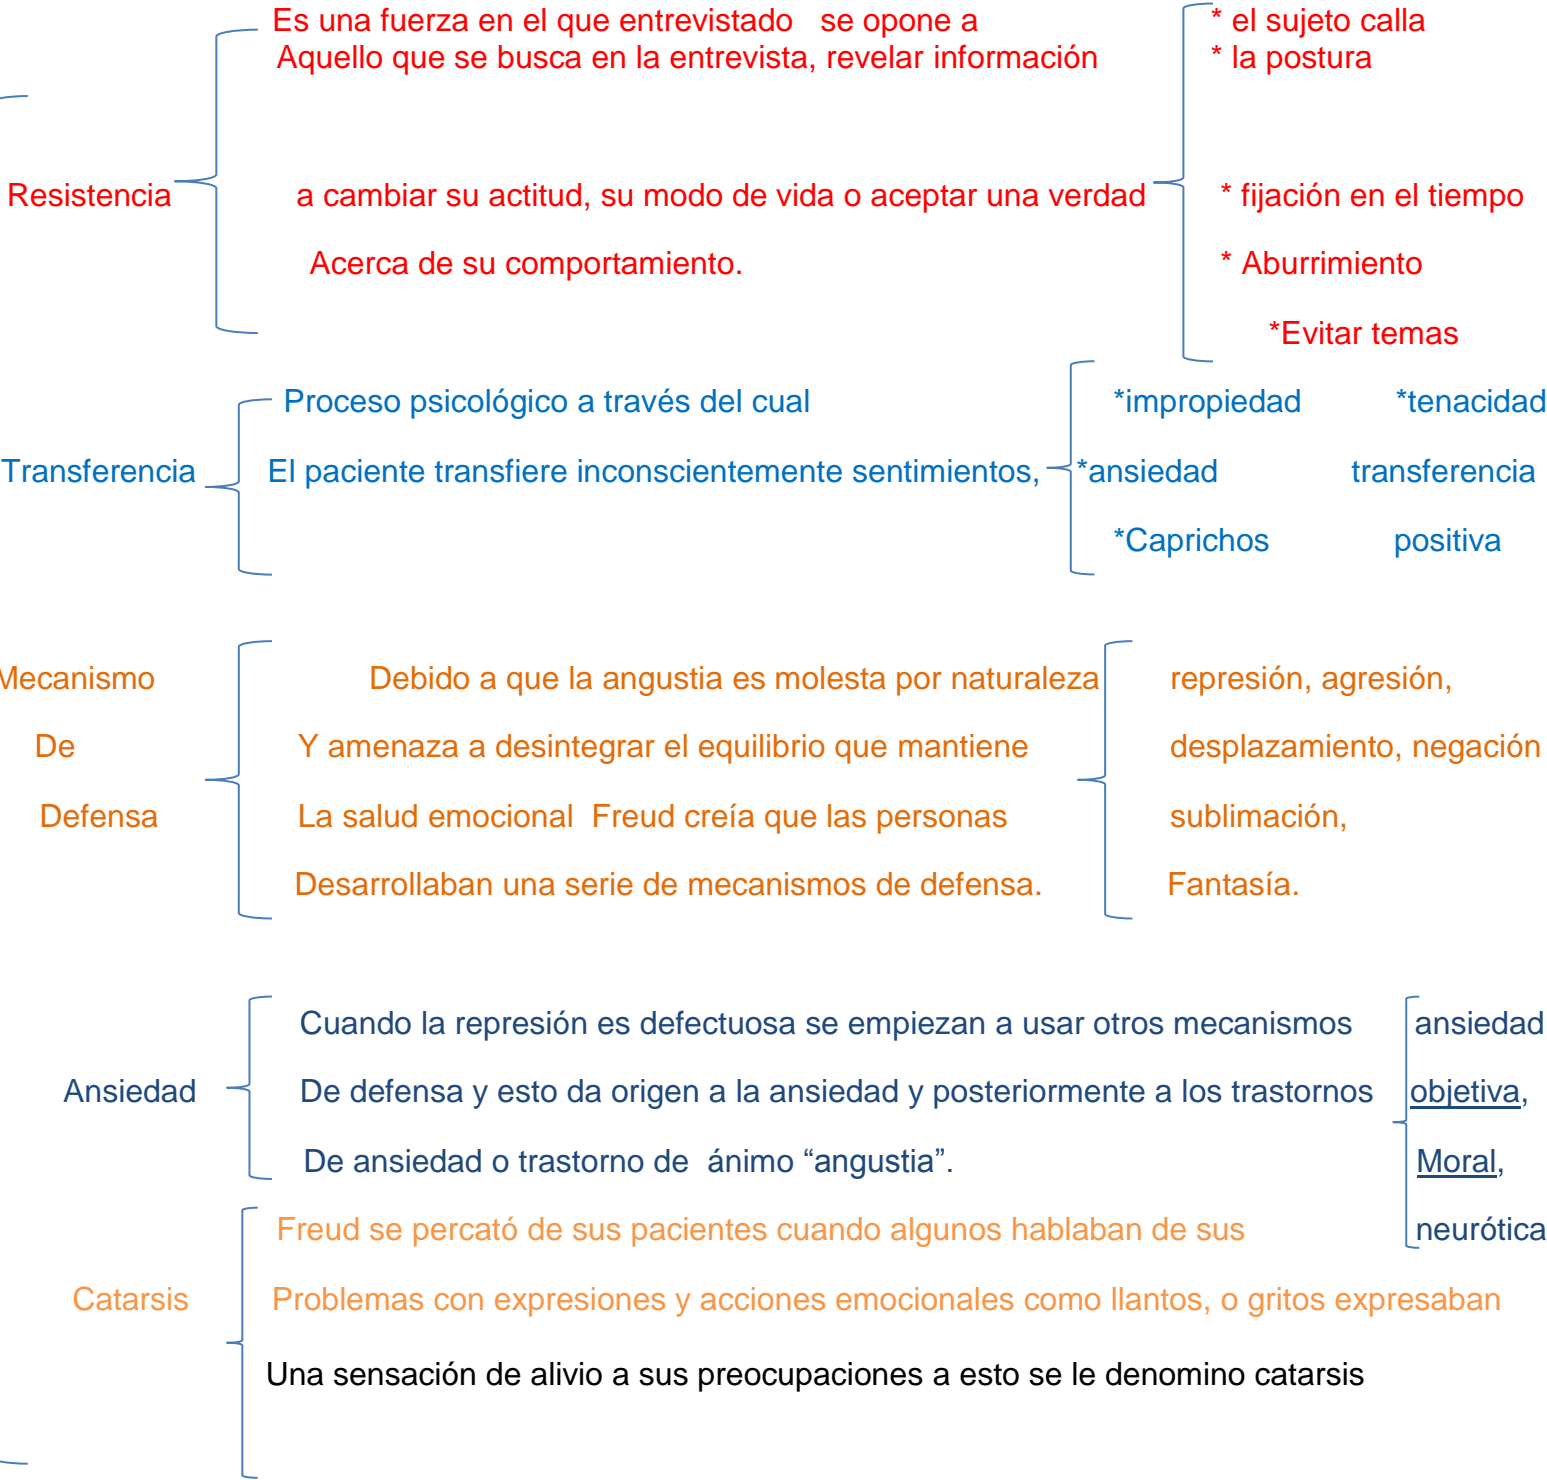 Es una fuerza en el que entrevistado se opone a
Aquello que se busca en la entrevista, revelar información
* el sujeto calla
* la postura
Resistencia
a cambiar su actitud, su modo de vida o aceptar una verdad
* fijación en el tiempo
Acerca de su comportamiento.
* Aburrimiento
*Evitar temas
Proceso psicológico a través del cual
*impropiedad *tenacidad
Transferencia
El paciente transfiere inconscientemente sentimientos,
*ansiedad transferencia
*Caprichos positiva
Mecanismo
De
Defensa
Debido a que la angustia es molesta por naturaleza
Y amenaza a desintegrar el equilibrio que mantiene
La salud emocional Freud creía que las personas
Desarrollaban una serie de mecanismos de defensa.
represión, agresión,
desplazamiento, negación
sublimación,
Fantasía.
Ansiedad
Cuando la represión es defectuosa se empiezan a usar otros mecanismos
De defensa y esto da origen a la ansiedad y posteriormente a los trastornos
De ansiedad o trastorno de ánimo “angustia”.
ansiedad
objetiva,
Moral,
neurótica
Catarsis
Freud se percató de sus pacientes cuando algunos hablaban de sus
Problemas con expresiones y acciones emocionales como llantos, o gritos expresaban
Una sensación de alivio a sus preocupaciones a esto se le denomino catarsis